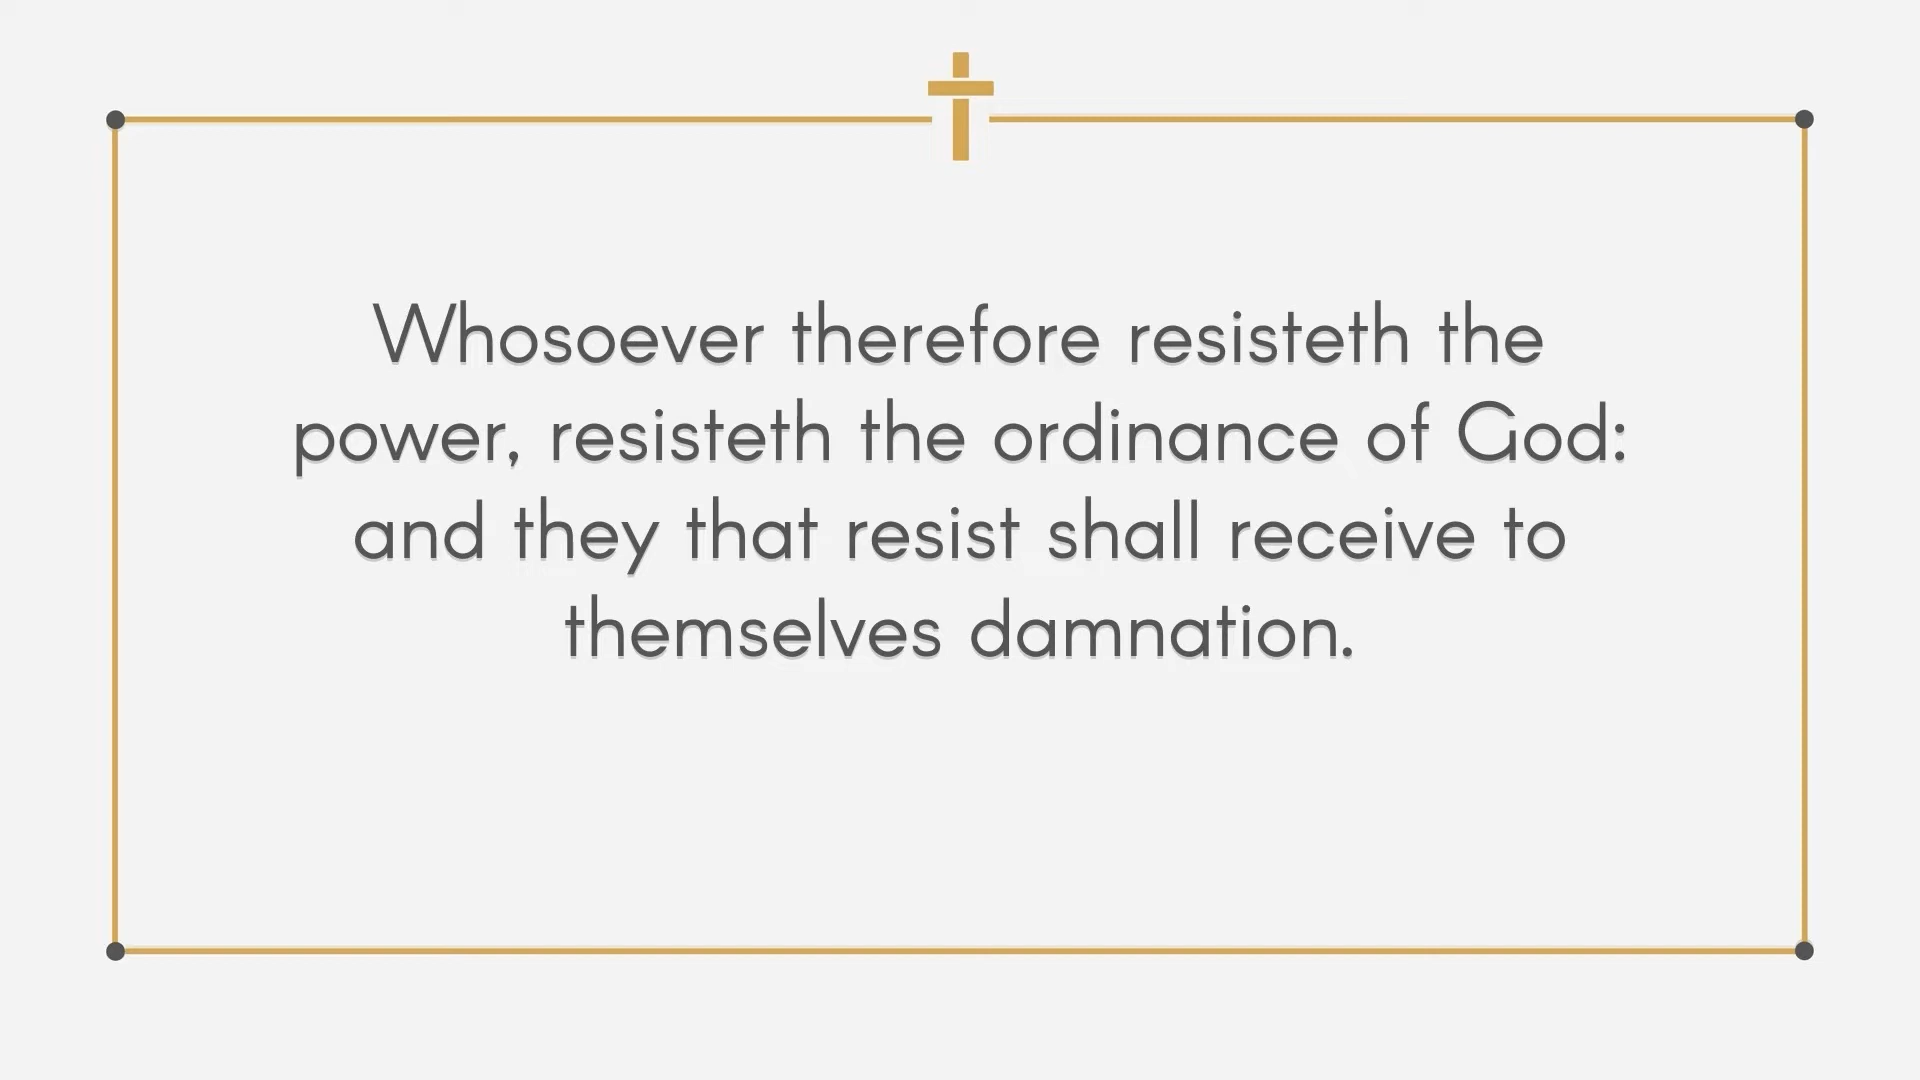 Whosoever therefore resisteth the
power, resisteth the ordinance of God:
and they that resist shall receive to
themselves damnation.